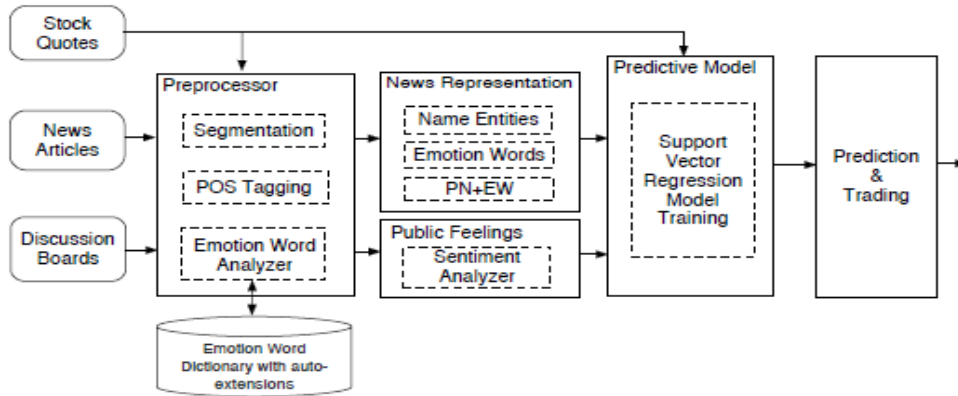 Stock
Quotes
News
Articles
Discussion
Boards
Preprocessor
Segmentation
POS Tagging
Emotion Word
Analyzer
Emotion Word
Dictionary with auto-
extensions
News Representation
Name Entities
Emotion Words
PN+EW
Public Feelings
Sentiment
Analyzer
Predictive Model
Support
Vector
Regression
Model
Training
Prediction
&
Trading